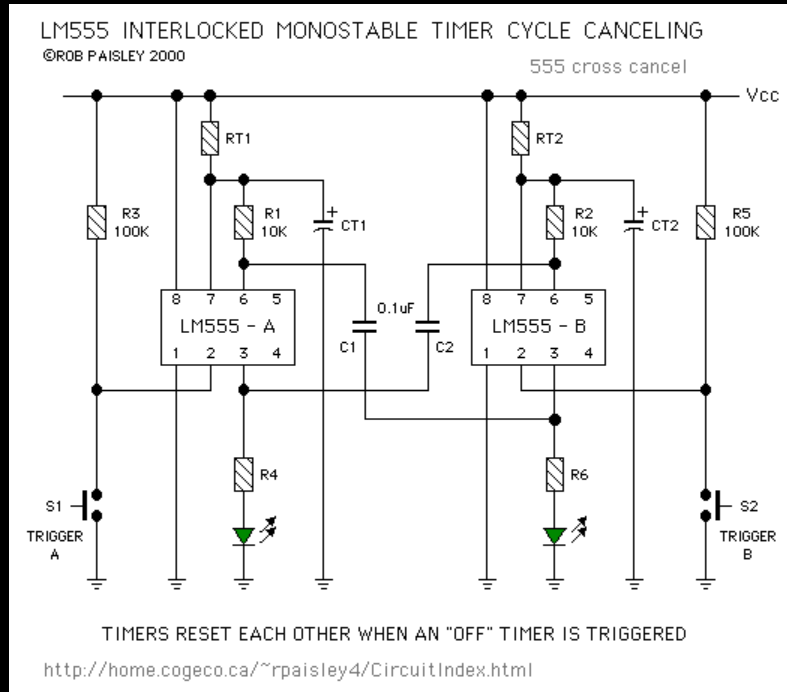 LM555 INTERLOCKED MONOSTABLE TIMER CYCLE CANCELING
©ROB PAISLEY 2000
555 cross cancel
Vcc
RT1
RT2
R3
100K
R1
10K
CT1
R2
10K
CT2
R5
100K
8 7 6 5
LM555 - A
1 2 3 4
0.1uF
C1
C2
8 7 6 5
LM555 - B
1 2 3 4
R4
R6
S1
TRIGGER
A
S2
TRIGGER
B
TIMERS RESET EACH OTHER WHEN AN "OFF" TIMER IS TRIGGERED
http://home.cogeco.ca/~rpaisley4/CircuitIndex.html